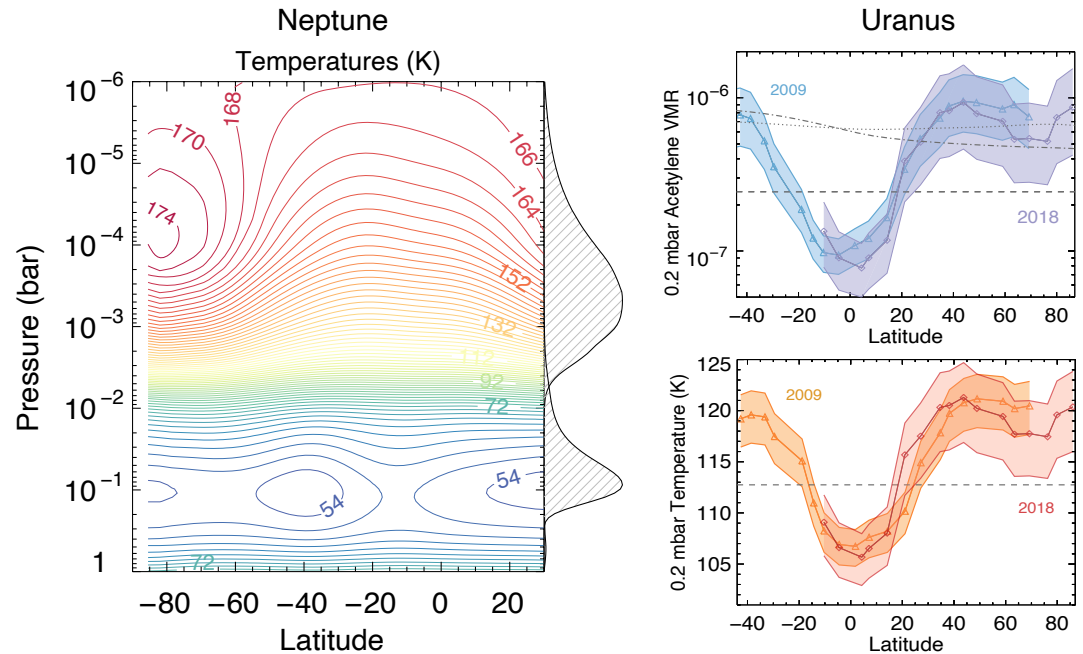 Neptune
Temperatures (K)
10⁻⁶
10⁻⁵
10⁻⁴
10⁻³
10⁻²
10⁻¹
1
Pressure (bar)
168
170
174
166
164
152
132
112
92
72
54
54
72
−80 −60 −40 −20 0 20
Latitude
Uranus
2009
10⁻⁶
10⁻⁷
0.2 mbar Acetylene VMR
2018
−40 −20 0 20 40 60 80
Latitude
125
120
115
110
105
0.2 mbar Temperature (K)
2009
2018
−40 −20 0 20 40 60 80
Latitude